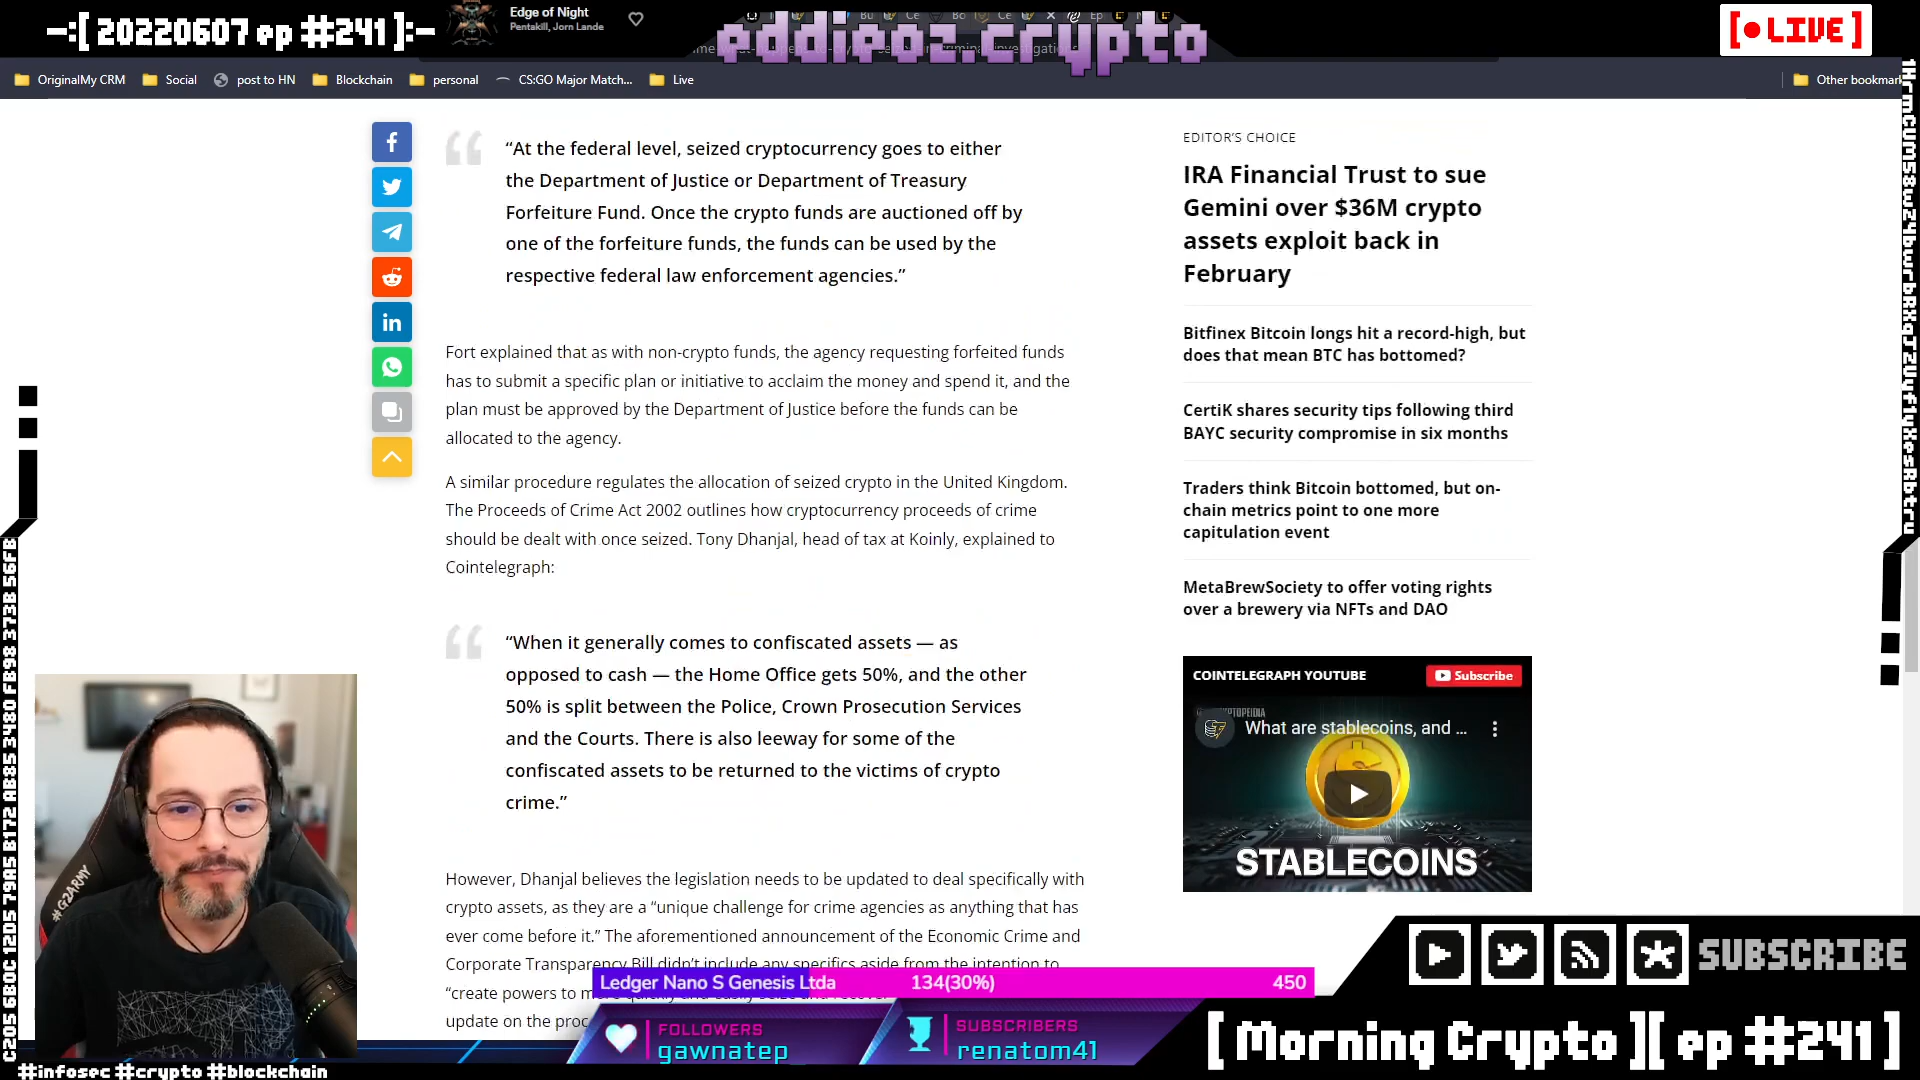 -:[ 20220607 ep #241 ]:-
Edge of Night
Pentakill, Jorn Lande
eddieoz.crypto
[● LIVE ]
OriginalMy CRM
Social
post to HN
Blockchain
personal
CS:GO Major Match...
Live
Other bookmar
“At the federal level, seized cryptocurrency goes to either
the Department of Justice or Department of Treasury
Forfeiture Fund. Once the crypto funds are auctioned off by
one of the forfeiture funds, the funds can be used by the
respective federal law enforcement agencies.”
Fort explained that as with non-crypto funds, the agency requesting forfeited funds
has to submit a specific plan or initiative to acclaim the money and spend it, and the
plan must be approved by the Department of Justice before the funds can be
allocated to the agency.
A similar procedure regulates the allocation of seized crypto in the United Kingdom.
The Proceeds of Crime Act 2002 outlines how cryptocurrency proceeds of crime
should be dealt with once seized. Tony Dhanjal, head of tax at Koinly, explained to
Cointelegraph:
“When it generally comes to confiscated assets — as
opposed to cash — the Home Office gets 50%, and the other
50% is split between the Police, Crown Prosecution Services
and the Courts. There is also leeway for some of the
confiscated assets to be returned to the victims of crypto
crime.”
However, Dhanjal believes the legislation needs to be updated to deal specifically with
crypto assets, as they are a “unique challenge for crime agencies as anything that has
ever come before it.” The aforementioned announcement of the Economic Crime and
Corporate Transparency Bill didn’t include any specifics aside from the intention to
“create powers to
update on the
EDITOR’S CHOICE
IRA Financial Trust to sue
Gemini over $36M crypto
assets exploit back in
February
Bitfinex Bitcoin longs hit a record-high, but
does that mean BTC has bottomed?
CertiK shares security tips following third
BAYC security compromise in six months
Traders think Bitcoin bottomed, but on-
chain metrics point to one more
capitulation event
MetaBrewSociety to offer voting rights
over a brewery via NFTs and DAO
COINTELEGRAPH YOUTUBE
Subscribe
What are stablecoins, and ...
STABLECOINS
#G2ARMY
Ledger Nano S Genesis Ltda 134(30%) 450
FOLLOWERS
gawnatep
SUBSCRIBERS
renatom41
SUBSCRIBE
[ Morning Crypto ][ ep #241 ]
#infosec #crypto #blockchain
C205 6B0C 12D5 79A5 B172 AB85 3480 FB98 373B 56FB